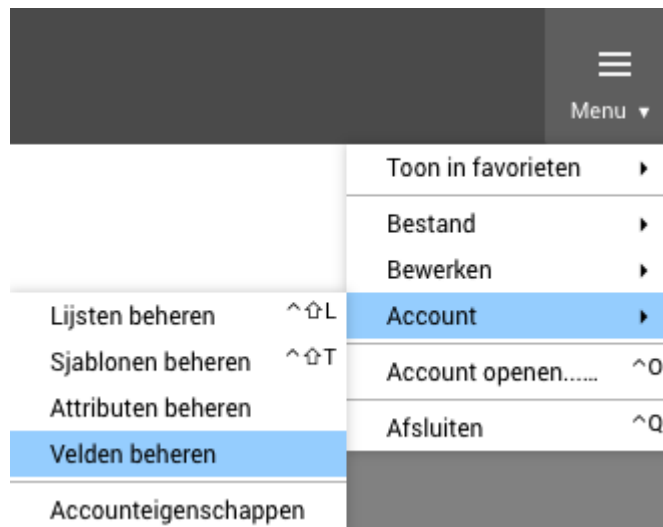 Menu ▾
Toon in favorieten
Bestand
Bewerken
Account
Account openen...... ^O
Afsluiten ^Q
Lijsten beheren ^⇧L
Sjablonen beheren ^⇧T
Attributen beheren
Velden beheren
Accounteigenschappen